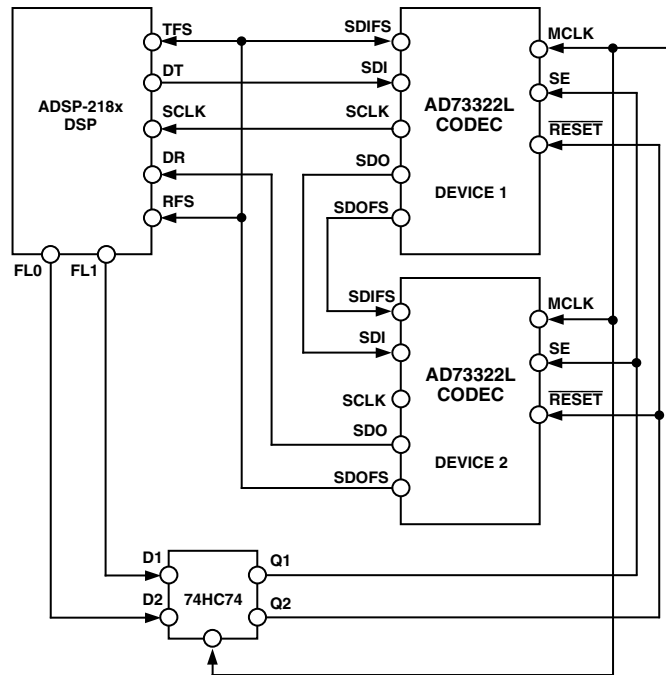 TFS
DT
SCLK
DR
RFS
ADSP-218x
DSP
FL0
FL1
SDIFS
SDI
SCLK
SDO
SDOFS
AD73322L
CODEC
DEVICE 1
MCLK
SE
RESET
SDIFS
SDI
SCLK
SDO
SDOFS
AD73322L
CODEC
DEVICE 2
MCLK
SE
RESET
D1
D2
74HC74
Q1
Q2